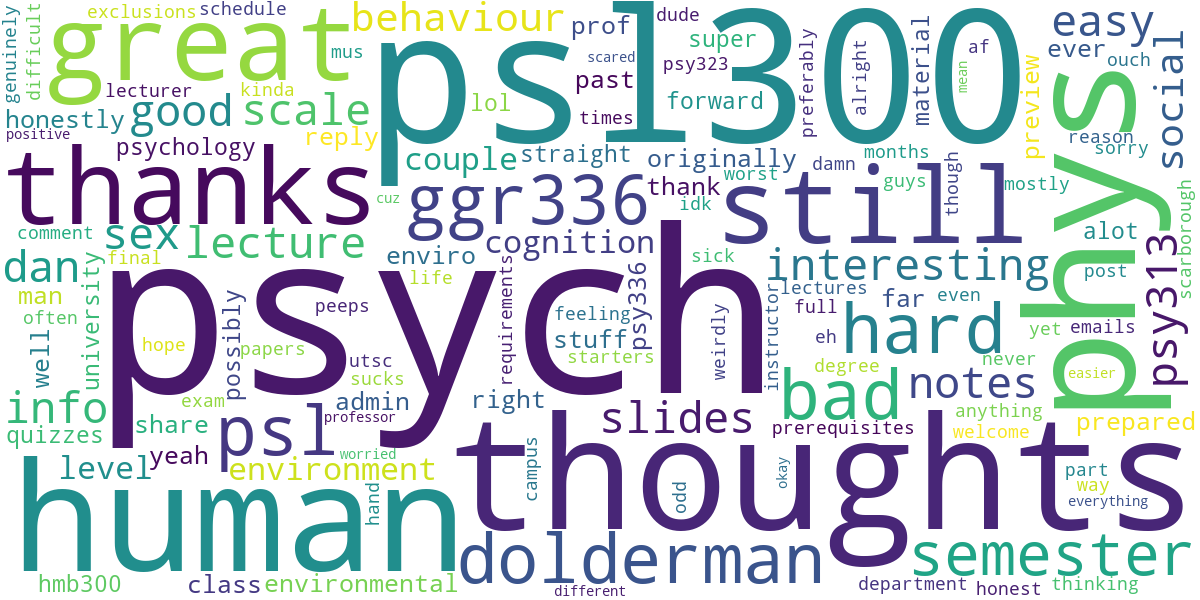 genuinely
difficult
exclusions
schedule
great
mus
behaviour
prof
dude
super
scared
psy323
psl300
preferably
alright
material
af
mean
easy
ever
ouch
social
preview
reason
sorry
lecturer
kinda
honestly
good
scale
lol
past
times
forward
positive
psychology
reply
couple
straight
originally
months
damn
worst
guys
though
mostly
phys
scarborough
thanks
cuz
ggr336
thank
idk
still
alot
psy313
comment
sex
lecture
final
enviro
cognition
sick
interesting
post
dan
man
often
university
life
requirements
psy336
lectures
instructor
full
far
even
yet
emails
well
hope
possibly
peeps
papers
psych
feeling
stuff
starters
weirdly
eh
hard
never
easier
utsc
sucks
degree
info
exam
admin
right
bad
notes
anything
quizzes
share
psl
professor
slides
prerequisites
welcome
prepared
level
yeah
environment
worried
campus
thoughts
odd
okay
part
way
everything
human
hand
dolderman
semester
hmb300
class
environmental
different
department
honest
thinking